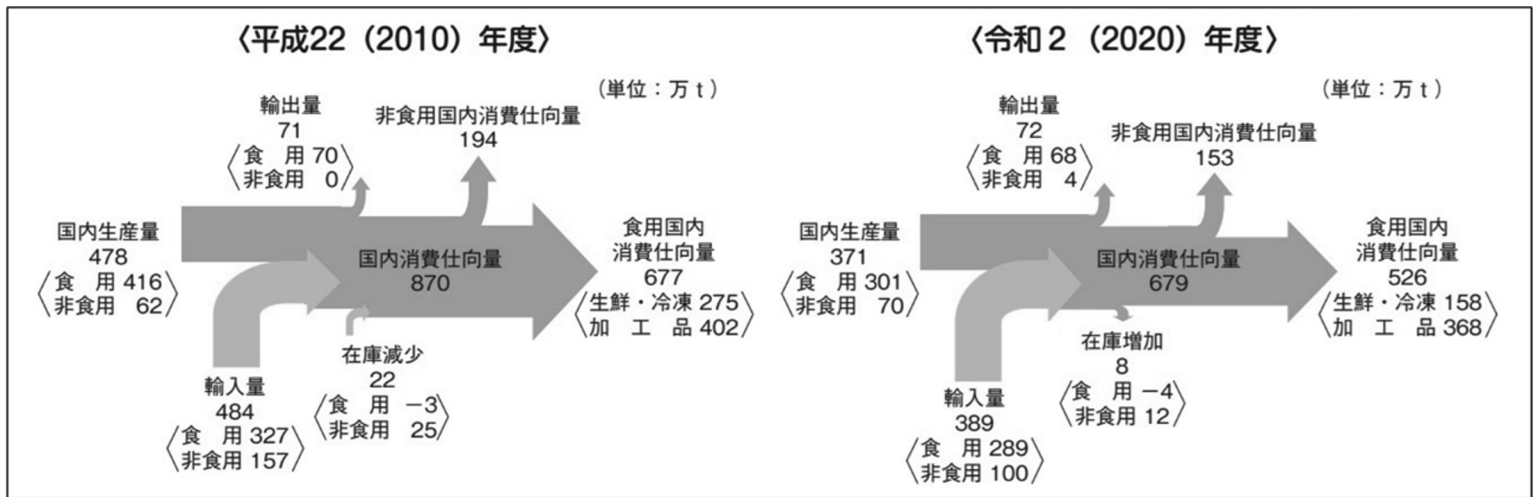 〈平成22（2010）年度〉
（単位：万ｔ）
輸出量
71
〈食　用 70〉
〈非食用　0〉
非食用国内消費仕向量
194
国内生産量
478
〈食　用 416〉
〈非食用　62〉
国内消費仕向量
870
食用国内
消費仕向量
677
〈生鮮・冷凍 275〉
〈加　工　品 402〉
在庫減少
22
〈食　用 −3〉
〈非食用　25〉
輸入量
484
〈食　用 327〉
〈非食用 157〉
〈令和２（2020）年度〉
（単位：万ｔ）
輸出量
72
〈食　用 68〉
〈非食用　4〉
非食用国内消費仕向量
153
国内生産量
371
〈食　用 301〉
〈非食用　70〉
国内消費仕向量
679
食用国内
消費仕向量
526
〈生鮮・冷凍 158〉
〈加　工　品 368〉
在庫増加
8
〈食　用 −4〉
〈非食用 12〉
輸入量
389
〈食　用 289〉
〈非食用 100〉